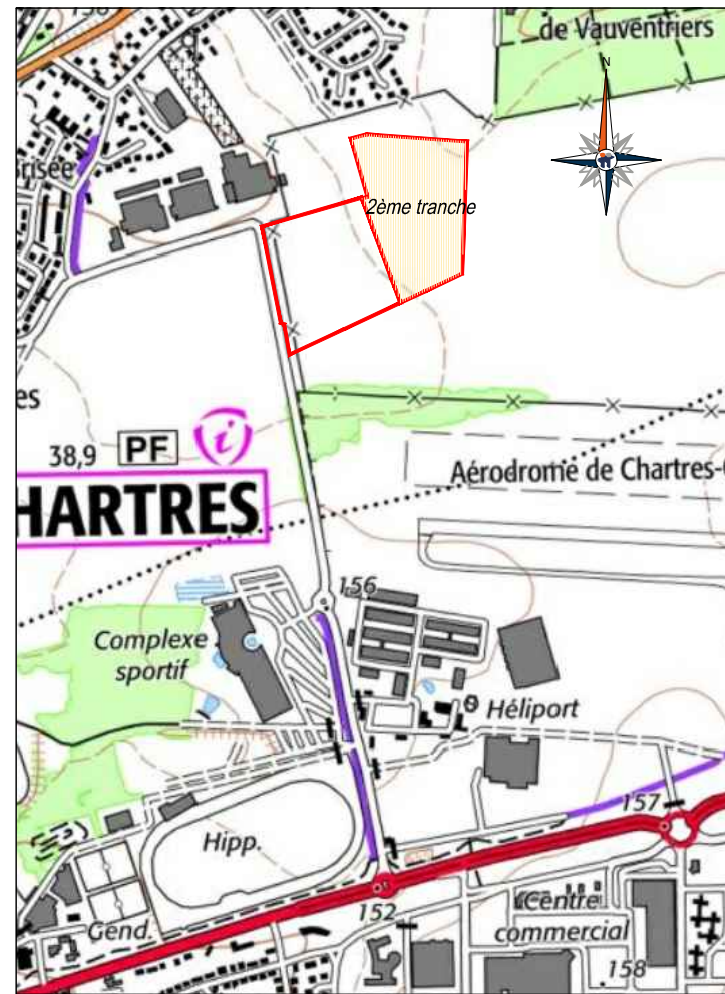 de Vauventriers
N
risée
2ème tranche
es
38,9 PF i
HARTRES
Aérodrome de Chartres-
156
Complexe
sportif
Héliport
157
Hipp.
Gend.
152
Centre
commercial
158